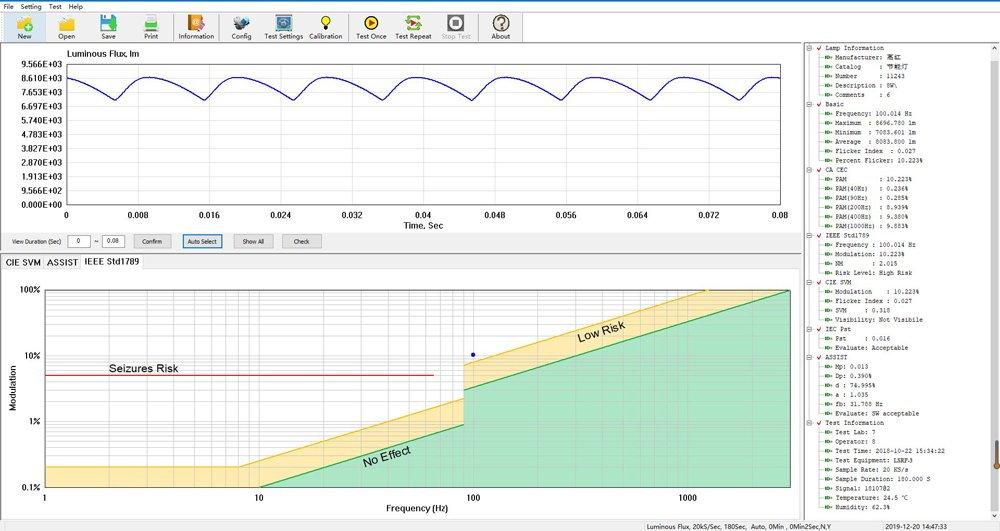 File Setting Test Help
New Open Save Print Information Config Test Settings Calibration Test Once Test Repeat Stop Test About
Luminous Flux, lm
9.566E+03
8.610E+03
7.653E+03
6.697E+03
5.740E+03
4.783E+03
3.827E+03
2.870E+03
1.913E+03
9.566E+02
0.000E+00
0 0.008 0.016 0.024 0.032 0.04 0.048 0.056 0.064 0.072 0.08
Time, Sec
View Duration (Sec) 0 ~ 0.08 Confirm Auto Select Show All Check
CIE SVM ASSIST IEEE Std1789
100%
10%
1%
0.1%
Modulation
Seizures Risk
Low Risk
No Effect
1 10 100 1000
Frequency (Hz)
Lamp Information
Manufacturer: 高虹
Catalog : 节能灯
Number : 11243
Description : 8W\
Comments : 6
Basic
Frequency: 100.014 Hz
Maximum : 8696.780 lm
Minimum : 7083.601 lm
Average : 8083.800 lm
Flicker Index : 0.027
Percent Flicker: 10.223%
CA CEC
PAM : 10.223%
PAM(40Hz) : 0.236%
PAM(90Hz) : 0.285%
PAM(200Hz) : 8.939%
PAM(400Hz) : 9.380%
PAM(1000Hz) : 9.883%
IEEE Std1789
Frequency : 100.014 Hz
Modulation: 10.223%
NM : 2.015
Risk Level: High Risk
CIE SVM
Modulation : 10.223%
Flicker Index : 0.027
SVM : 0.318
Visibility: Not Visibile
IEC Pst
Pst : 0.016
Evaluate: Acceptable
ASSIST
Mp: 0.013
Dp: 0.390%
d : 74.995%
a : 1.035
fb: 31.788 Hz
Evaluate: SW acceptable
Test Information
Test Lab: 7
Operator: 8
Test Time: 2018-10-22 15:34:22
Test Equipment: LSRF-3
Sample Rate: 20 KS/s
Sample Duration: 180.000 S
Signal: 1810782
Temperature: 24.5 ℃
Humidity: 62.3%
Luminous Flux, 20kS/Sec, 180Sec, Auto, 0Min , 0Min2Sec,N,Y 2019-12-20 14:47:33